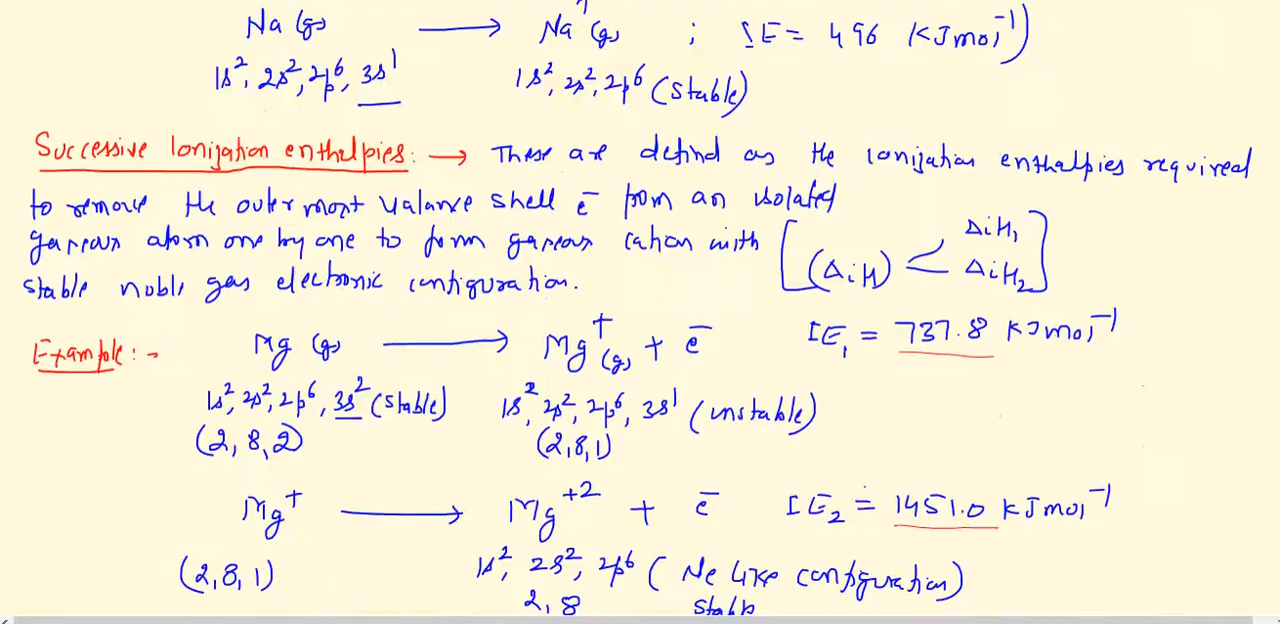 Na (g) ⟶ Na⁺ (g) ; IE = 496 KJmol⁻¹)
1s², 2s², 2p⁶, 3s¹ 1s², 2s², 2p⁶ (stable)
Successive Ionization enthalpies: → These are defind as the ionization enthalpies required
to remove the outer most valance shell e⁻ from an isolated
gaseous atom one by one to form gaseous cation with
stable noble gas electronic configuration.
[(ΔiH) < ΔiH₁
ΔiH₂]
Example:- Mg (g) ⟶ Mg⁺(g) + e⁻ IE₁ = 737.8 KJmol⁻¹
1s², 2s², 2p⁶, 3s² (stable) 1s², 2s², 2p⁶, 3s¹ (unstable)
(2, 8, 2) (2, 8, 1)
Mg⁺ ⟶ Mg⁺² + e⁻ IE₂ = 1451.0 KJmol⁻¹
(2, 8, 1) 1s², 2s², 2p⁶ (Ne like configuration)
2, 8 stable